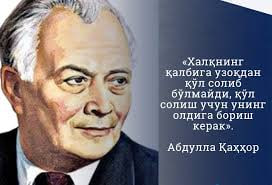 «Халқнинг
қалбига узоқдан
қўл солиб
бўлмайди, қўл
солиш учун унинг
олдига бориш
керак».
Абдулла Қаҳҳор